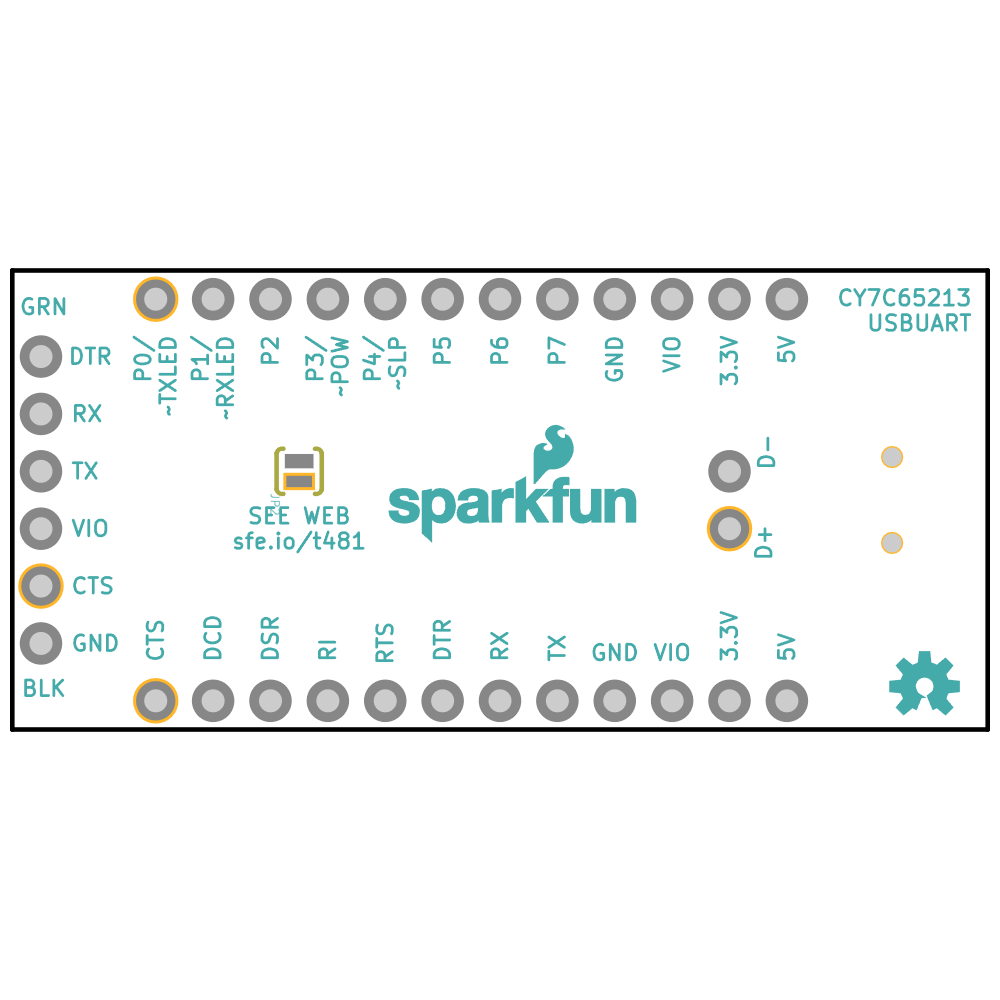 GRN
CY7C65213
USBUART
P0/
~TXLED
P1/
~RXLED
P2
P3/
~POW
P4/
~SLP
P5
P6
P7
GND
VIO
3.3V
5V
DTR
RX
TX
VIO
CTS
GND
BLK
SEE WEB
sfe.io/t481
sparkfun
D-
D+
CTS
DCD
DSR
RI
RTS
DTR
RX
TX
GND
VIO
3.3V
5V